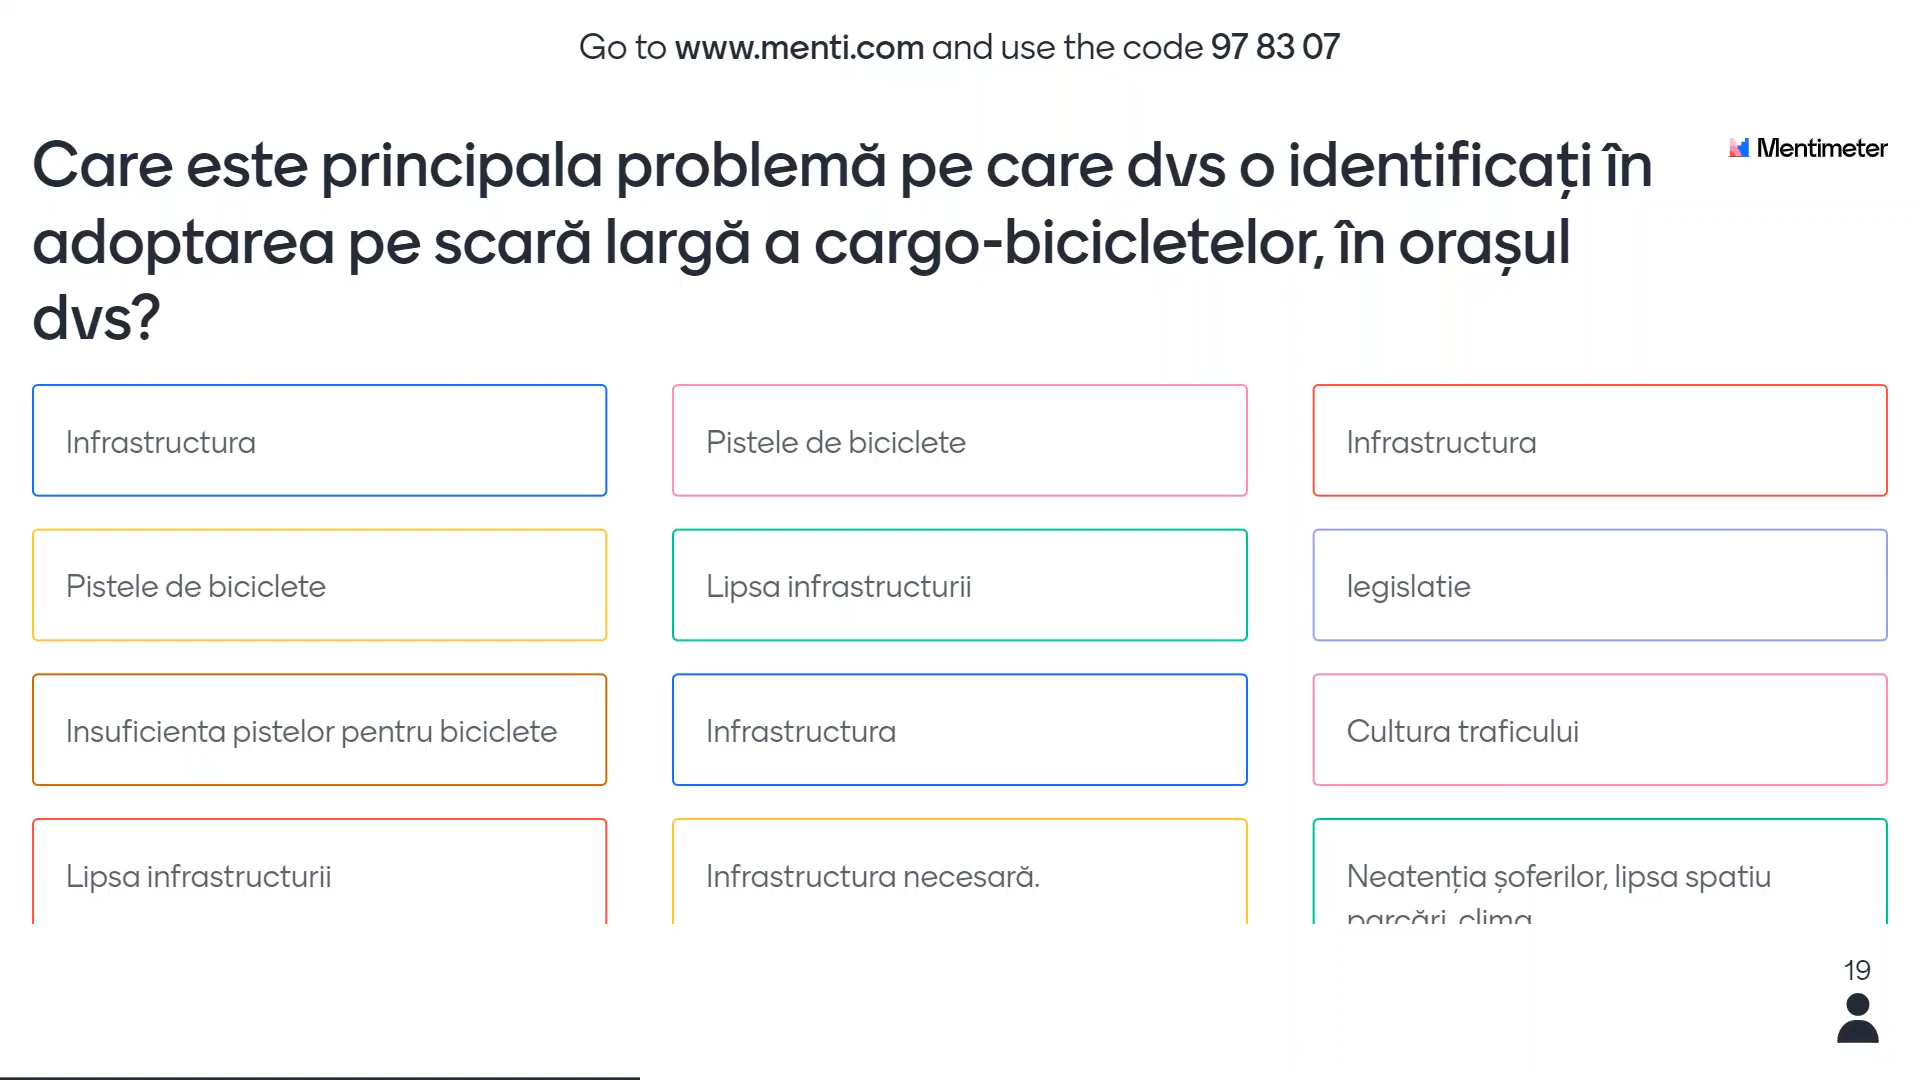 Go to www.menti.com and use the code 97 83 07
Care este principala problemă pe care dvs o identificați în
adoptarea pe scară largă a cargo-bicicletelor, în orașul
dvs?
Mentimeter
Infrastructura
Pistele de biciclete
Infrastructura
Pistele de biciclete
Lipsa infrastructurii
legislatie
Insuficienta pistelor pentru biciclete
Infrastructura
Cultura traficului
Lipsa infrastructurii
Infrastructura necesară.
Neatenția șoferilor, lipsa spatiu
parcări, clima
19